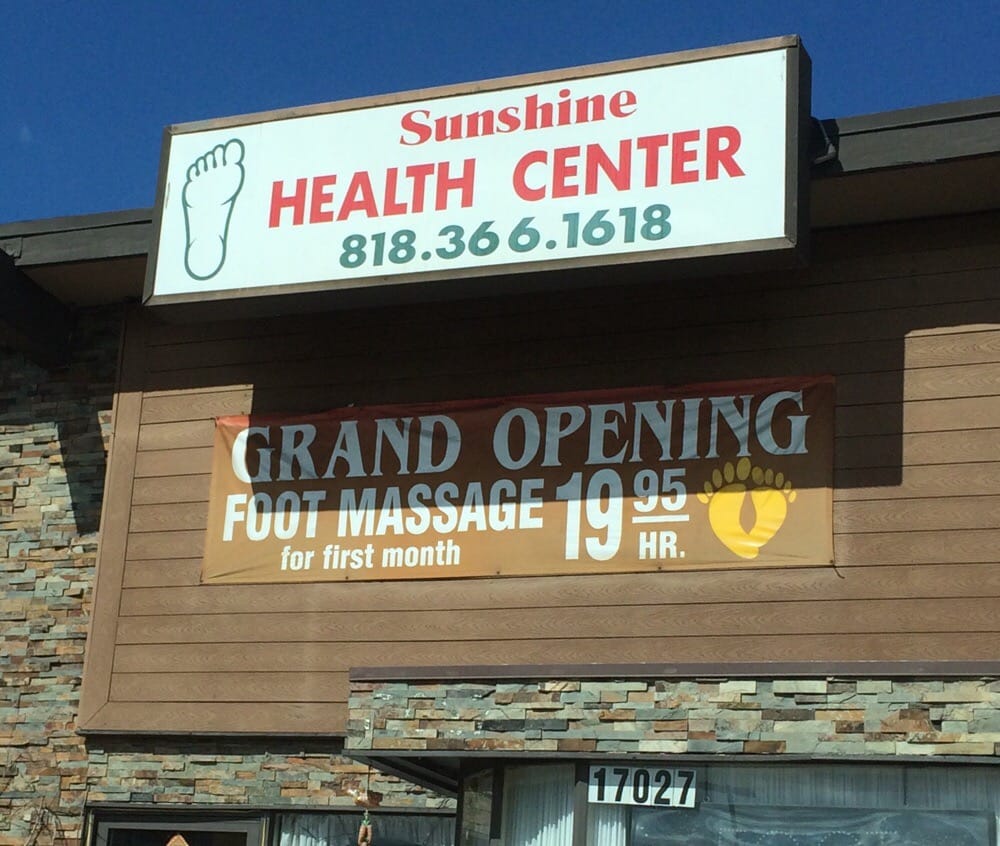 Sunshine
HEALTH CENTER
818.366.1618
GRAND OPENING
FOOT MASSAGE 19 95 HR.
for first month
17027